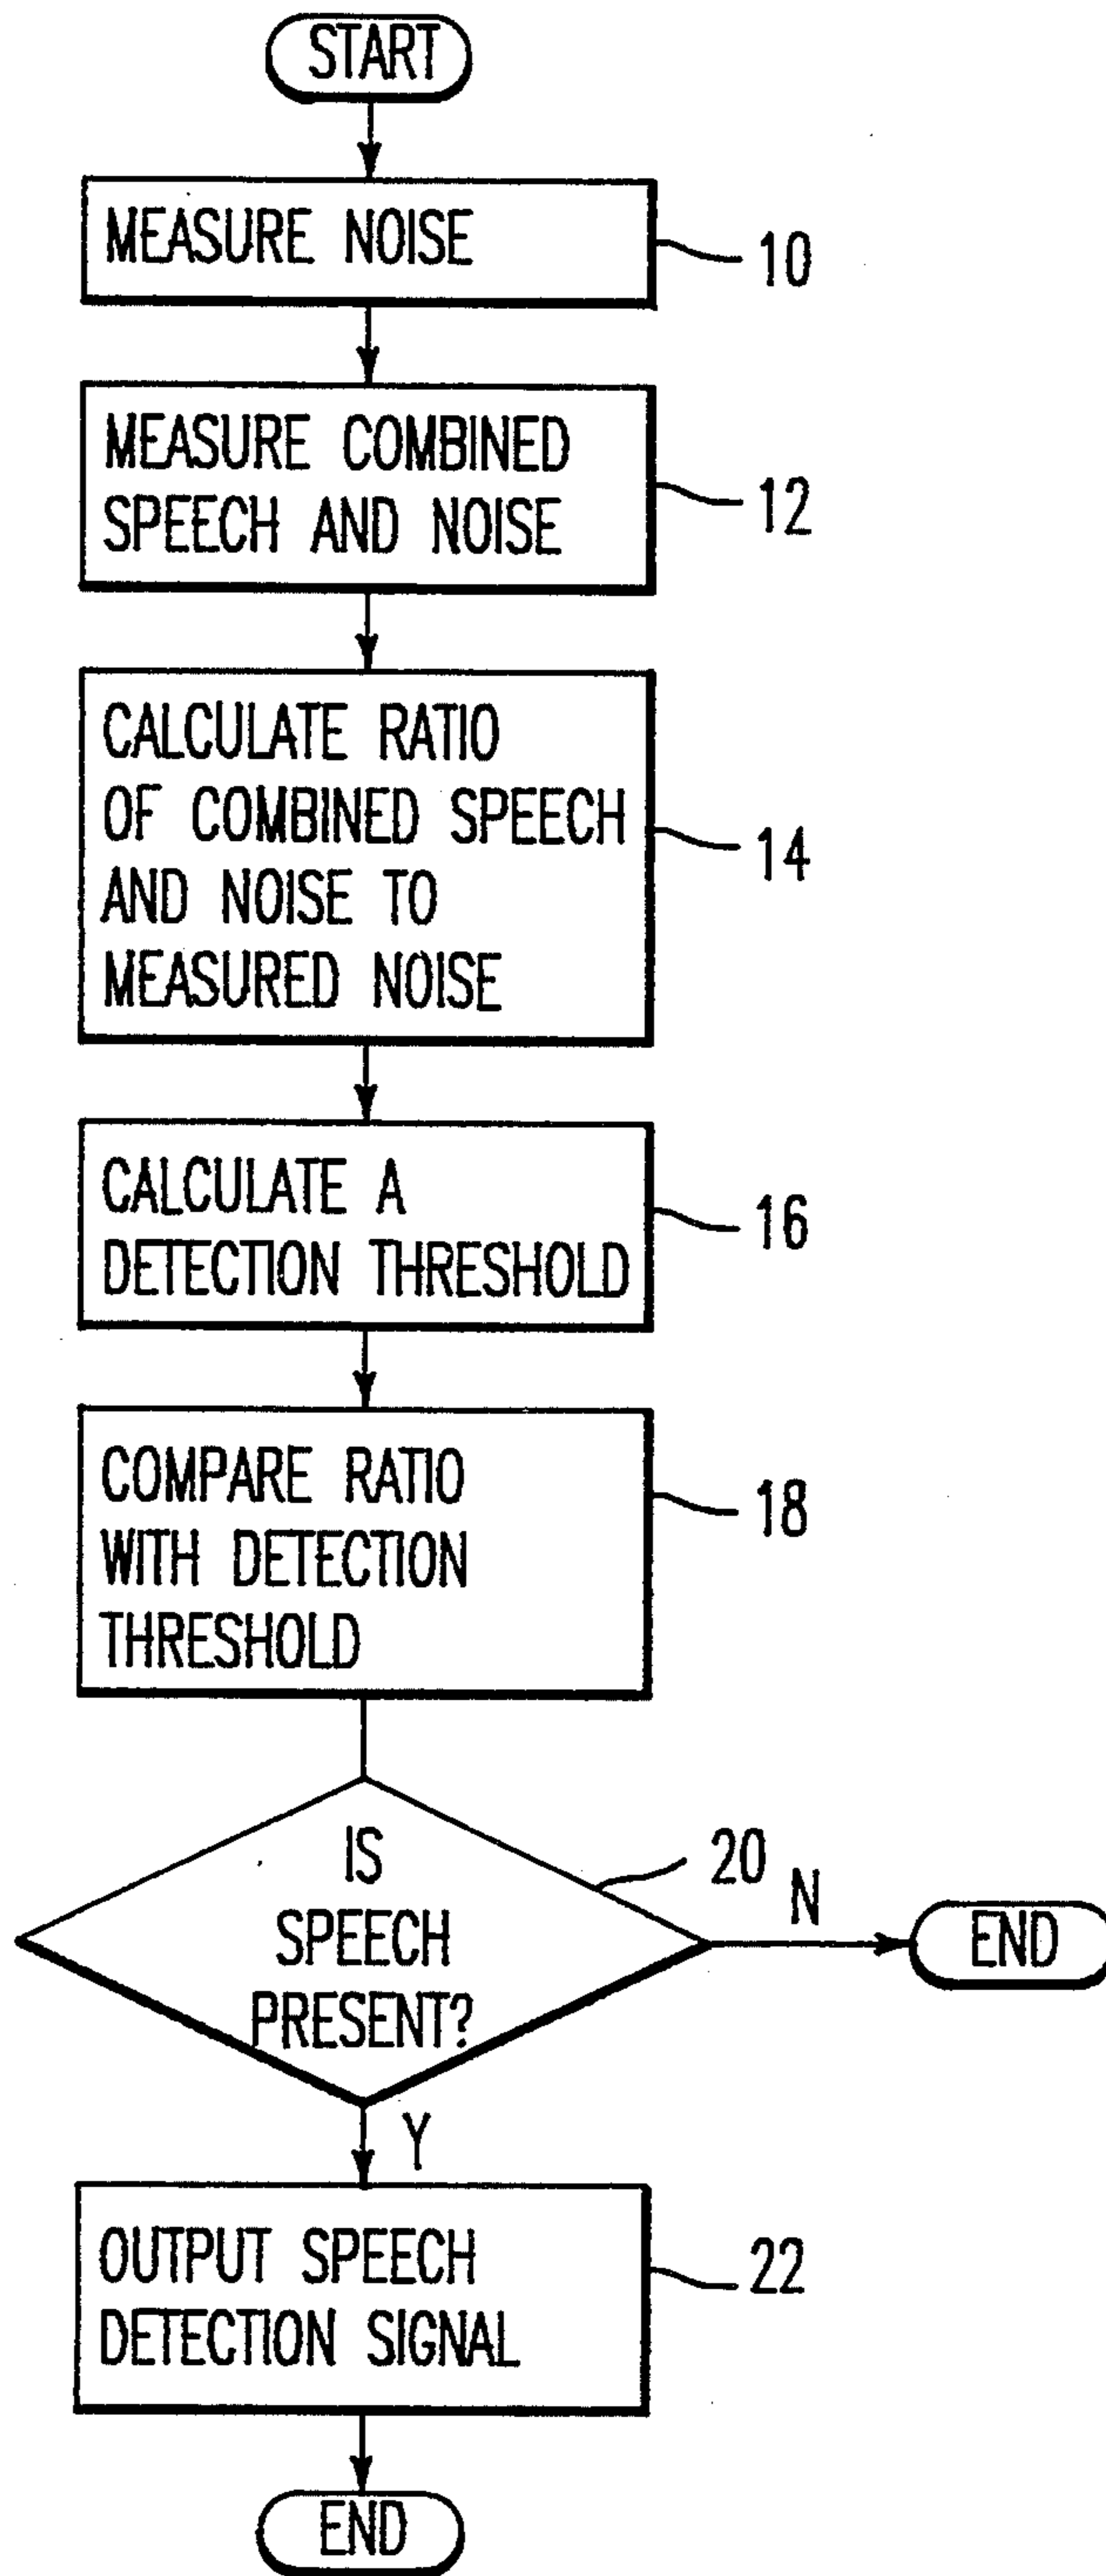 START
MEASURE NOISE
10
MEASURE COMBINED
SPEECH AND NOISE
12
CALCULATE RATIO
OF COMBINED SPEECH
AND NOISE TO
MEASURED NOISE
14
CALCULATE A
DETECTION THRESHOLD
16
COMPARE RATIO
WITH DETECTION
THRESHOLD
18
IS
SPEECH
PRESENT?
20
N
END
Y
OUTPUT SPEECH
DETECTION SIGNAL
22
END